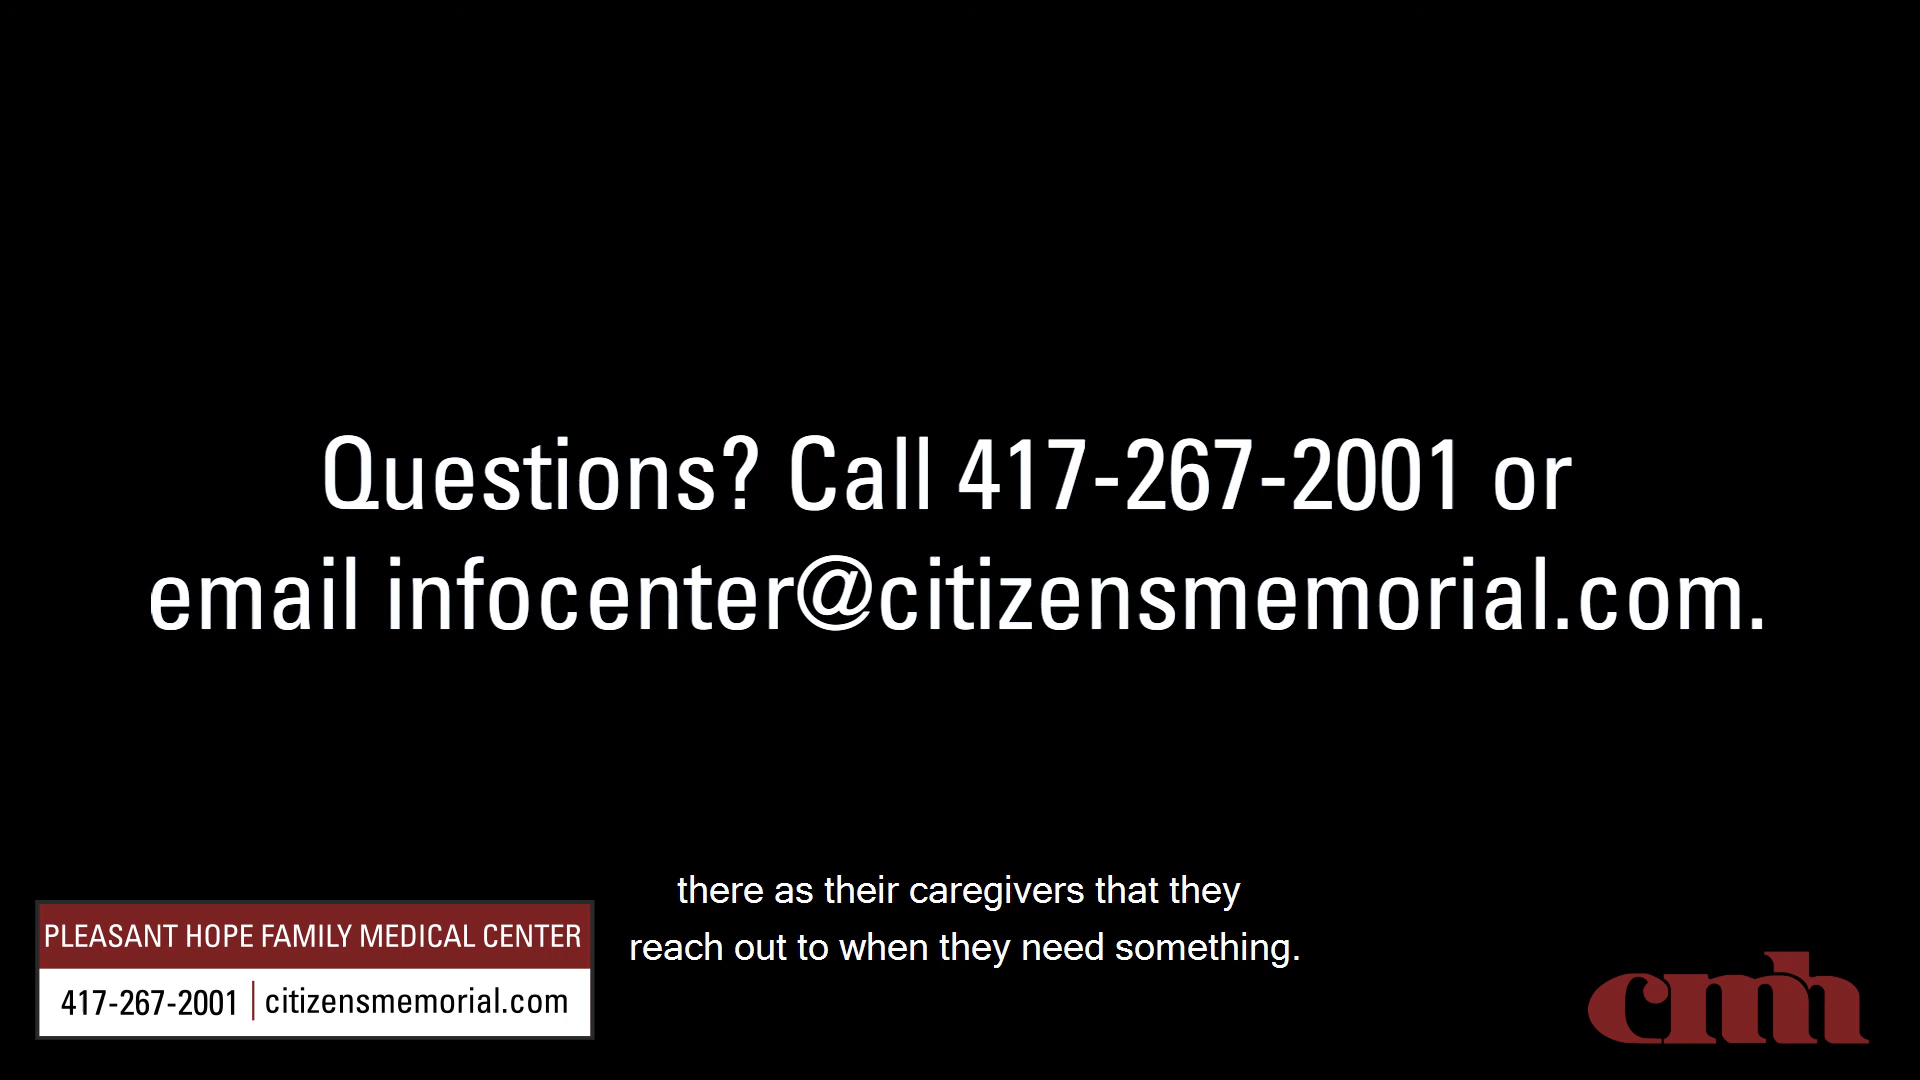 Questions? Call 417-267-2001 or
email infocenter@citizensmemorial.com.
there as their caregivers that they
reach out to when they need something.
PLEASANT HOPE FAMILY MEDICAL CENTER
417-267-2001 | citizensmemorial.com
cmh